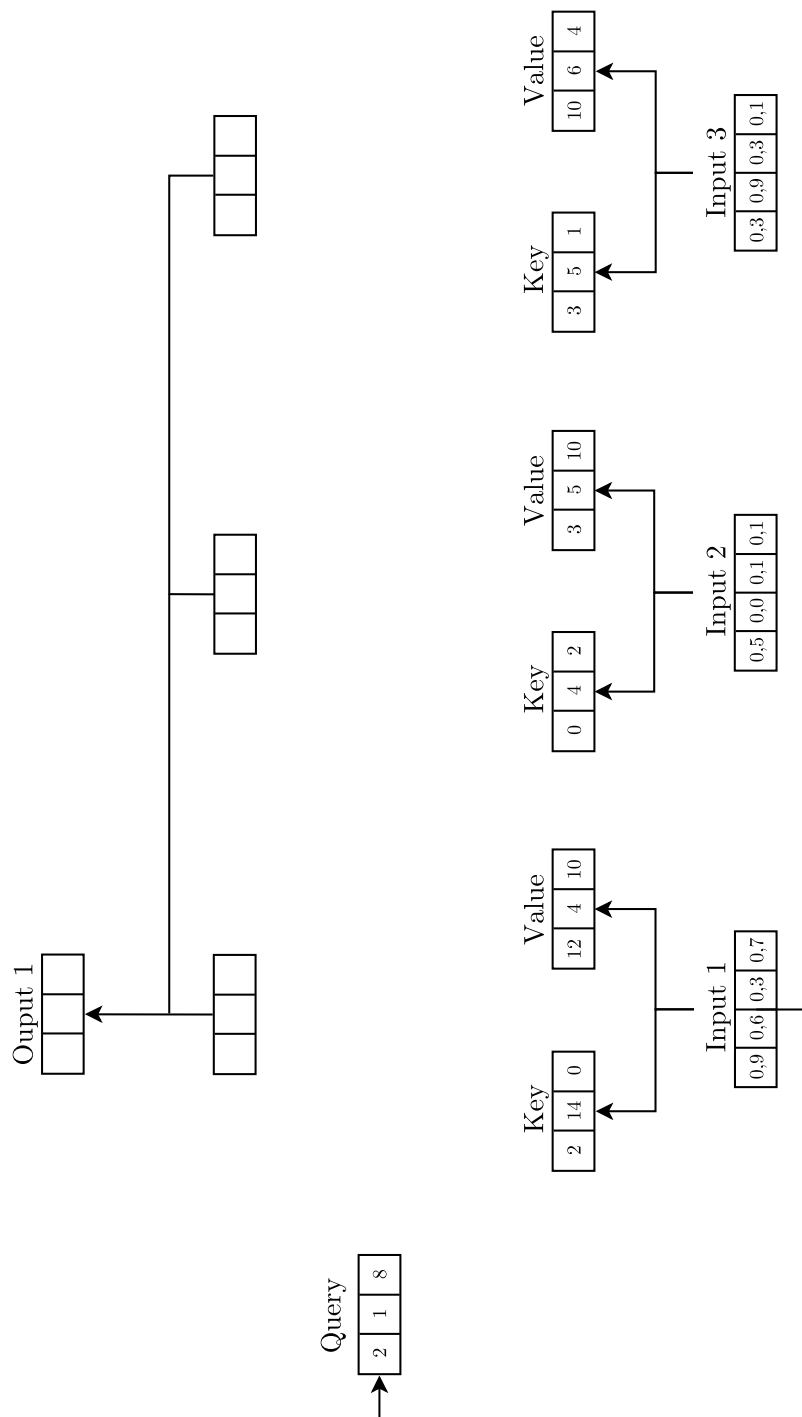 Ouput 1
Query
2 1 8
Key
2 14 0
Value
12 4 10
Key
0 4 2
Value
3 5 10
Key
3 5 1
Value
10 6 4
Input 1
0,9 0,6 0,3 0,7
Input 2
0,5 0,0 0,1 0,1
Input 3
0,3 0,9 0,3 0,1